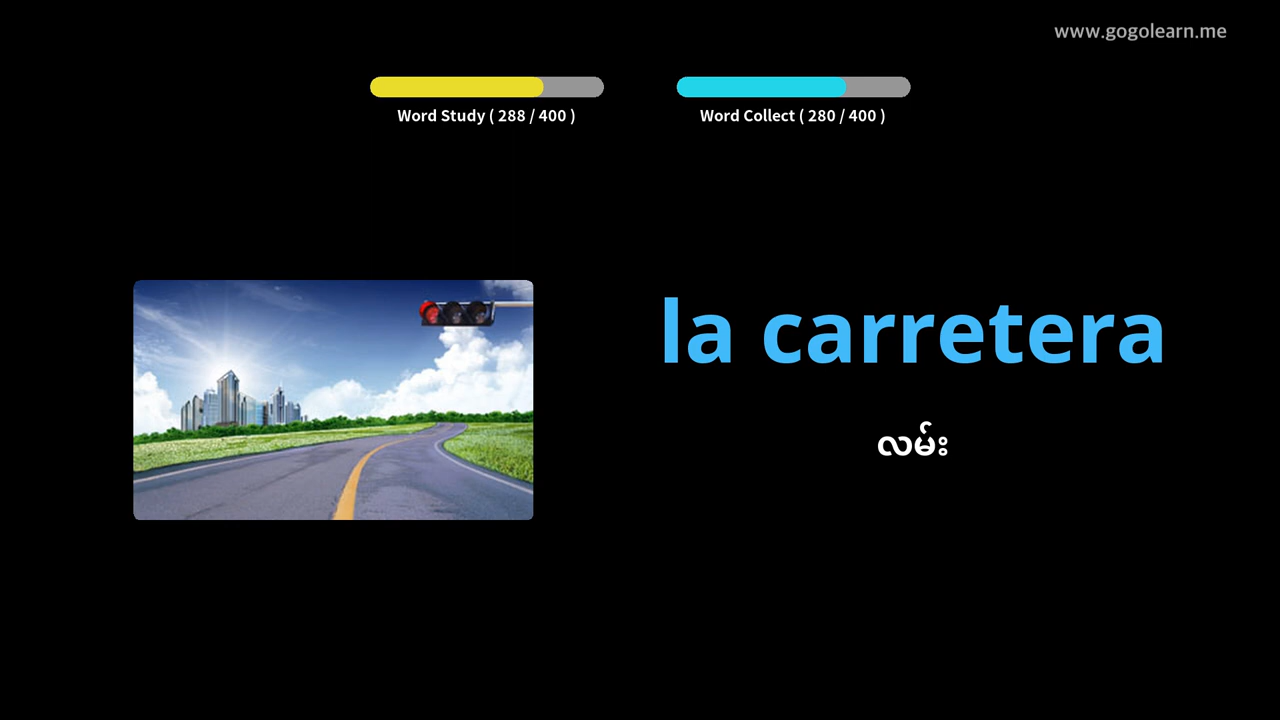 www.gogolearn.me
Word Study ( 288 / 400 )
Word Collect ( 280 / 400 )
la carretera
လမ်း